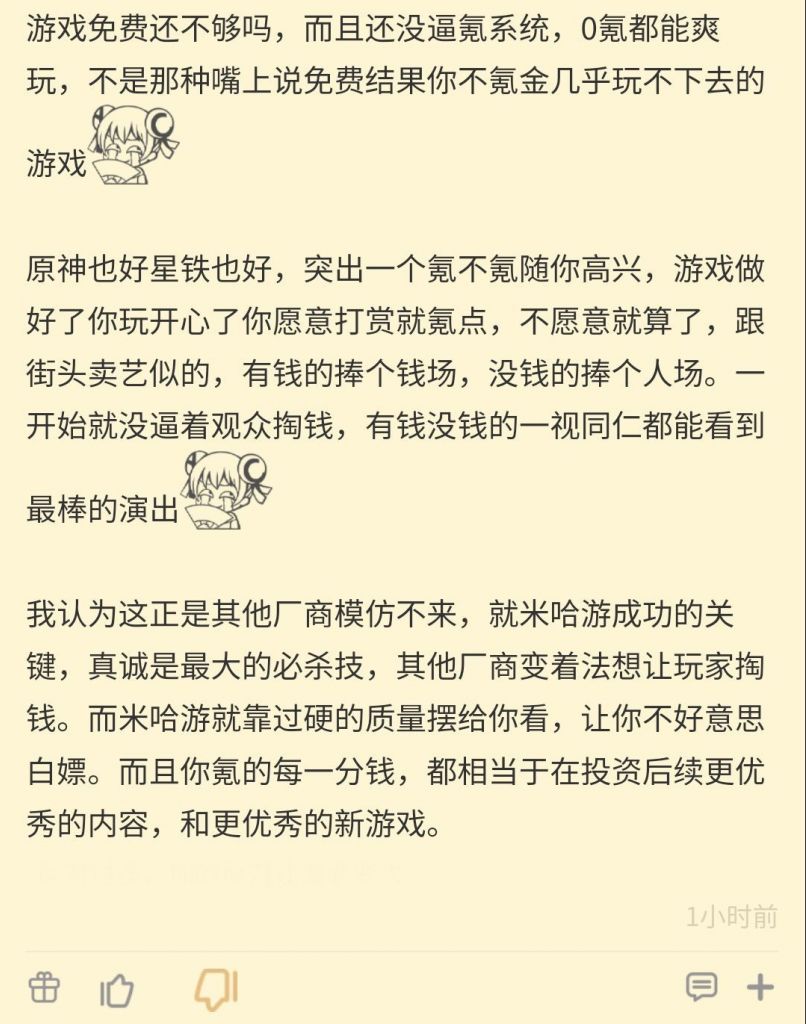 游戏免费还不够吗，而且还没逼氪系统，0氪都能爽
玩，不是那种嘴上说免费结果你不氪金几乎玩不下去的
游戏
原神也好星铁也好，突出一个氪不氪随你高兴，游戏做
好了你玩开心了你愿意打赏就氪点，不愿意就算了，跟
街头卖艺似的，有钱的捧个钱场，没钱的捧个人场。一
开始就没逼着观众掏钱，有钱没钱的一视同仁都能看到
最棒的演出
我认为这正是其他厂商模仿不来，就米哈游成功的关
键，真诚是最大的必杀技，其他厂商变着法想让玩家掏
钱。而米哈游就靠过硬的质量摆给你看，让你不好意思
白嫖。而且你氪的每一分钱，都相当于在投资后续更优
秀的内容，和更优秀的新游戏。
1小时前